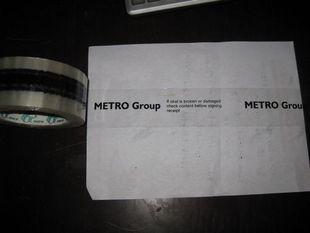 METRO Group
If seal is broken or damaged
check content before signing
receipt
METRO Grou